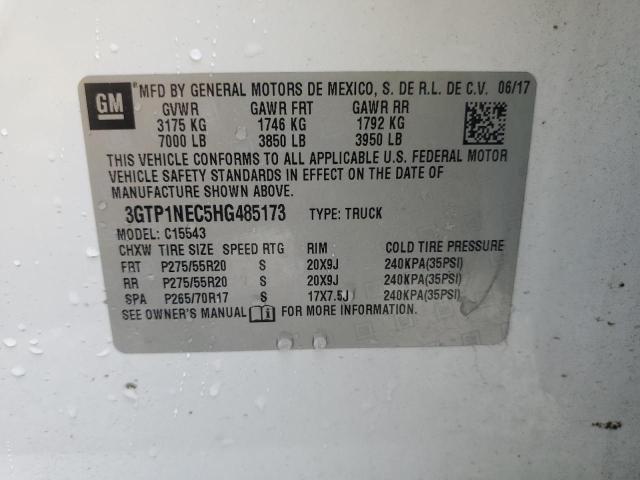 GM
MFD BY GENERAL MOTORS DE MEXICO, S. DE R.L. DE C.V. 06/17
GVWR GAWR FRT GAWR RR
3175 KG 1746 KG 1792 KG
7000 LB 3850 LB 3950 LB
THIS VEHICLE CONFORMS TO ALL APPLICABLE U.S. FEDERAL MOTOR
VEHICLE SAFETY STANDARDS IN EFFECT ON THE DATE OF
MANUFACTURE SHOWN ABOVE.
3GTP1NEC5HG485173 TYPE: TRUCK
MODEL: C15543
CHXW TIRE SIZE SPEED RTG RIM COLD TIRE PRESSURE
FRT P275/55R20 S 20X9J 240KPA(35PSI)
RR P275/55R20 S 20X9J 240KPA(35PSI)
SPA P265/70R17 S 17X7.5J 240KPA(35PSI)
SEE OWNER'S MANUAL FOR MORE INFORMATION.